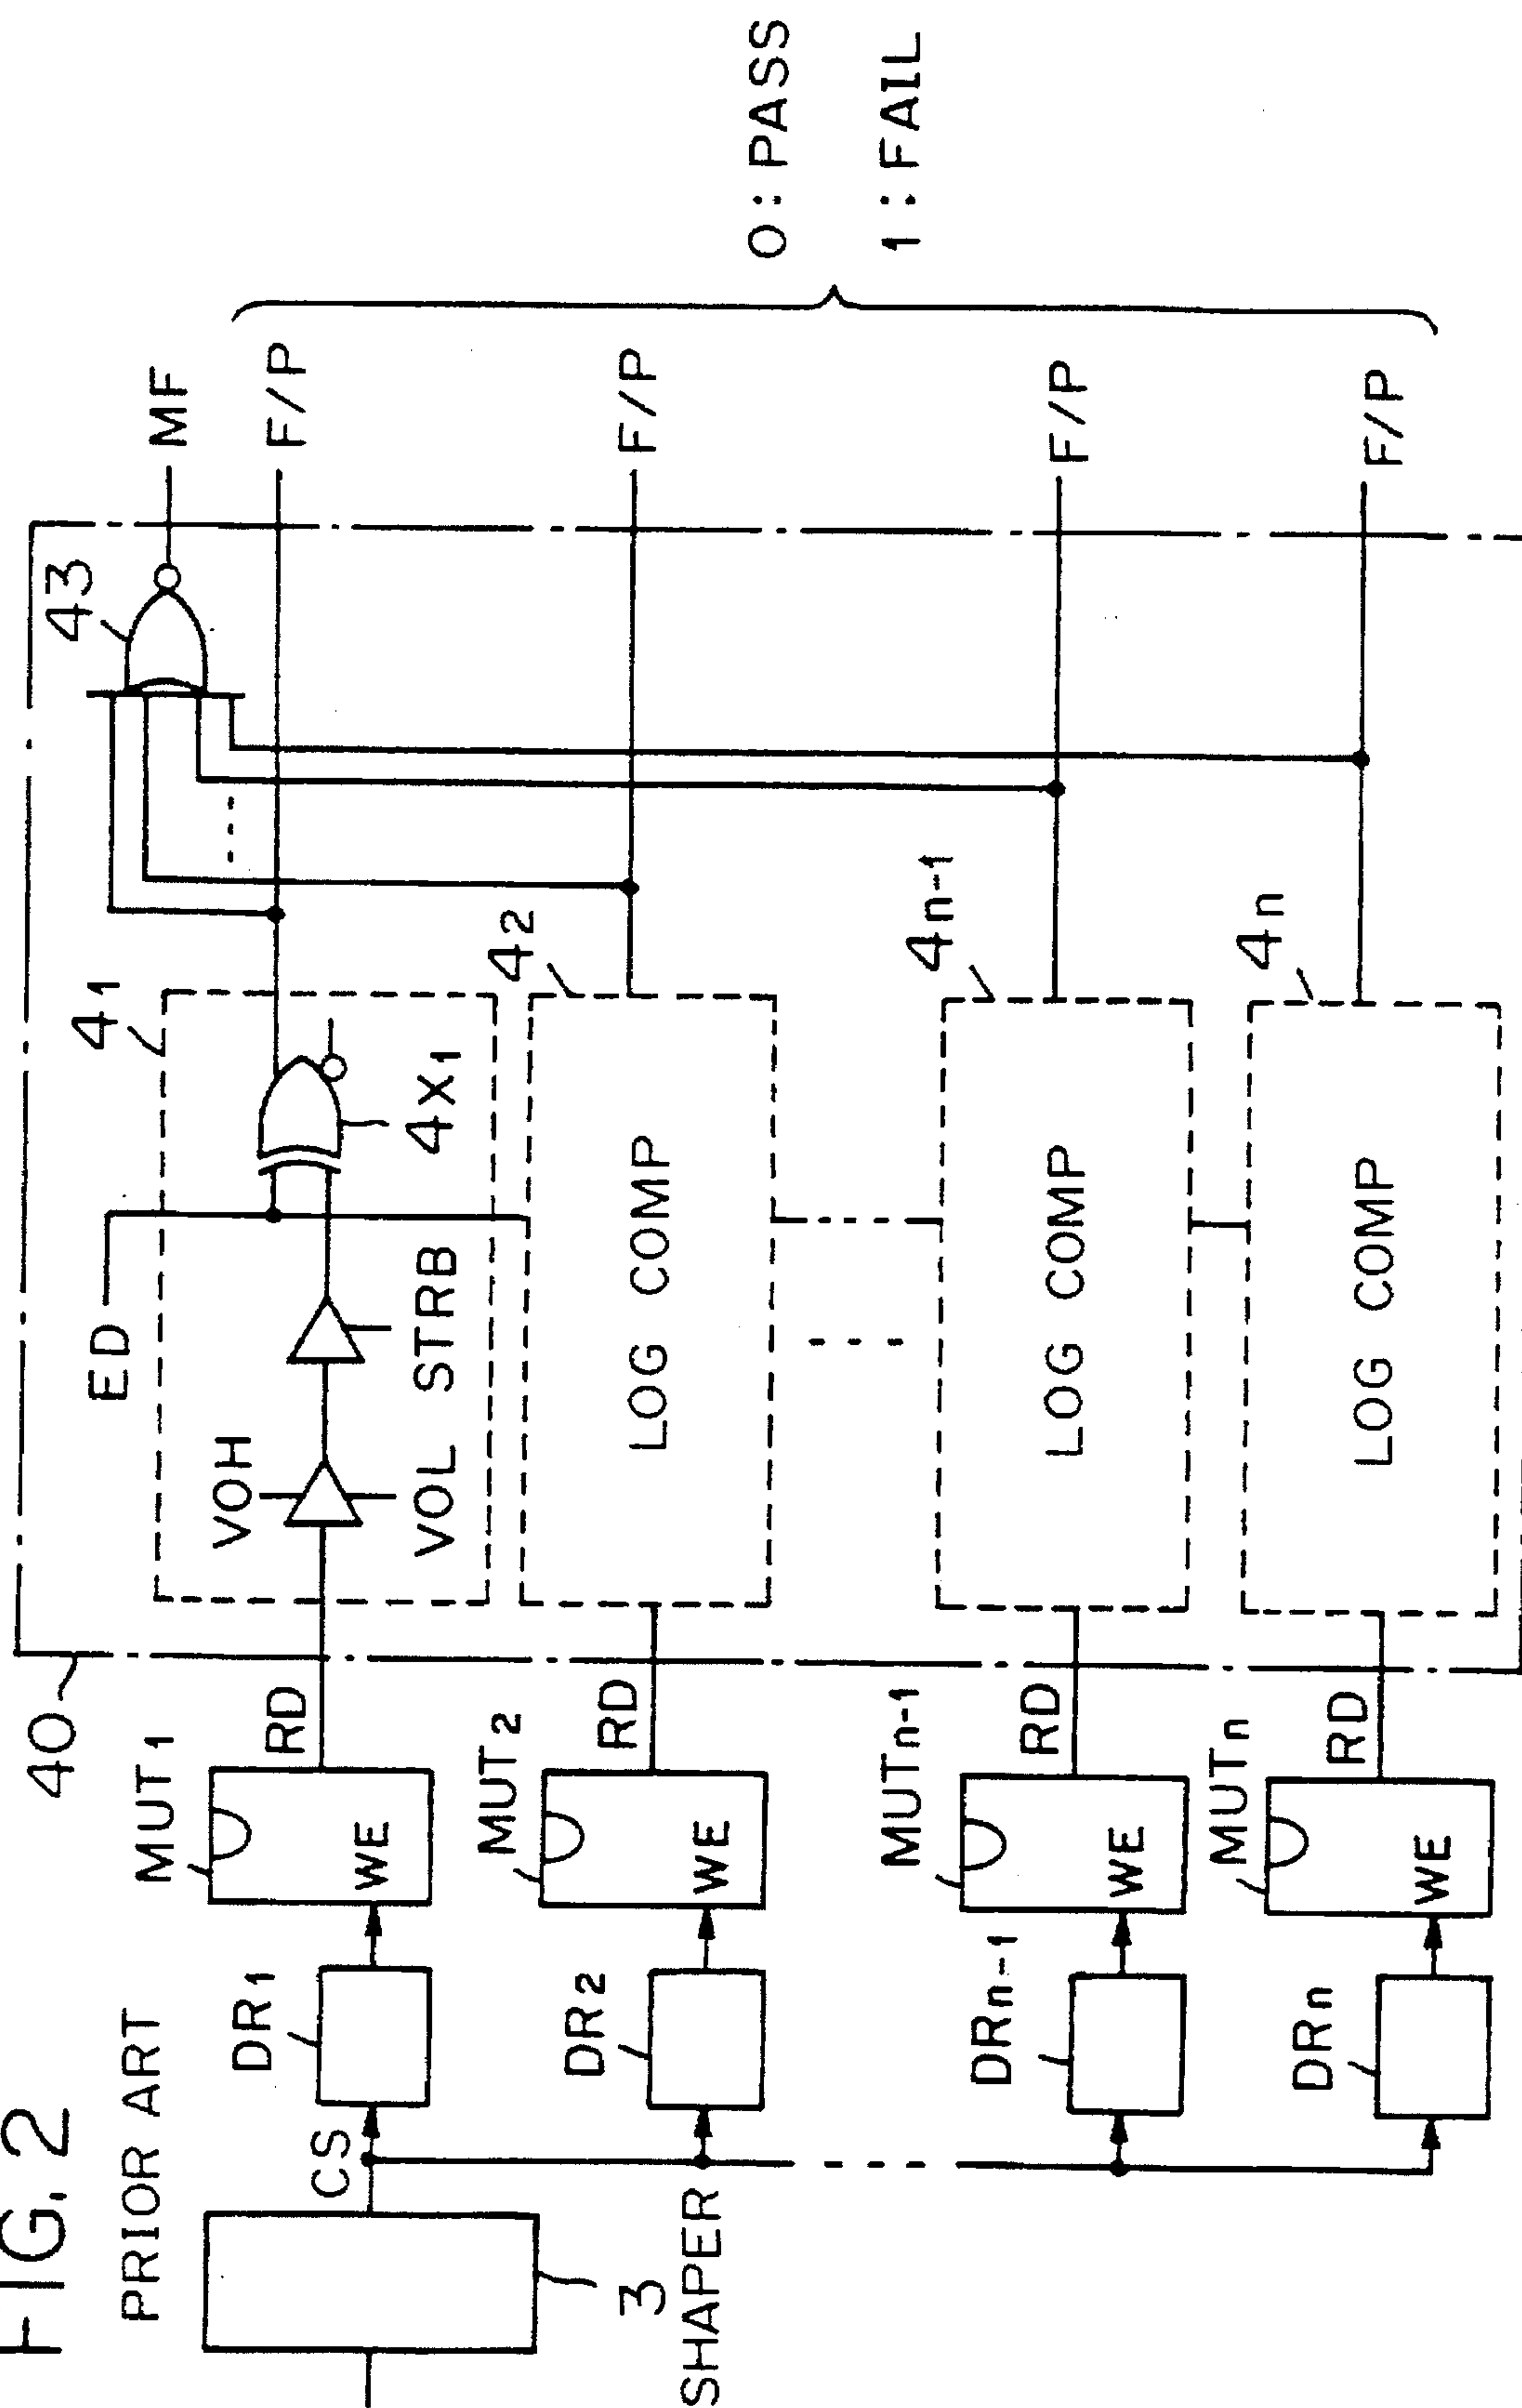 FIG. 2
PRIOR ART
3
SHAPER
CS
DR1
DR2
DRn-1
DRn
MUT1
WE
RD
MUT2
WE
RD
MUTn-1
WE
RD
MUTn
WE
RD
40
41
ED
VOH
VOL
STRB
4X1
42
LOG COMP
4n-1
LOG COMP
4n
LOG COMP
43
MF
F/P
F/P
F/P
F/P
0 : PASS
1 : FAIL